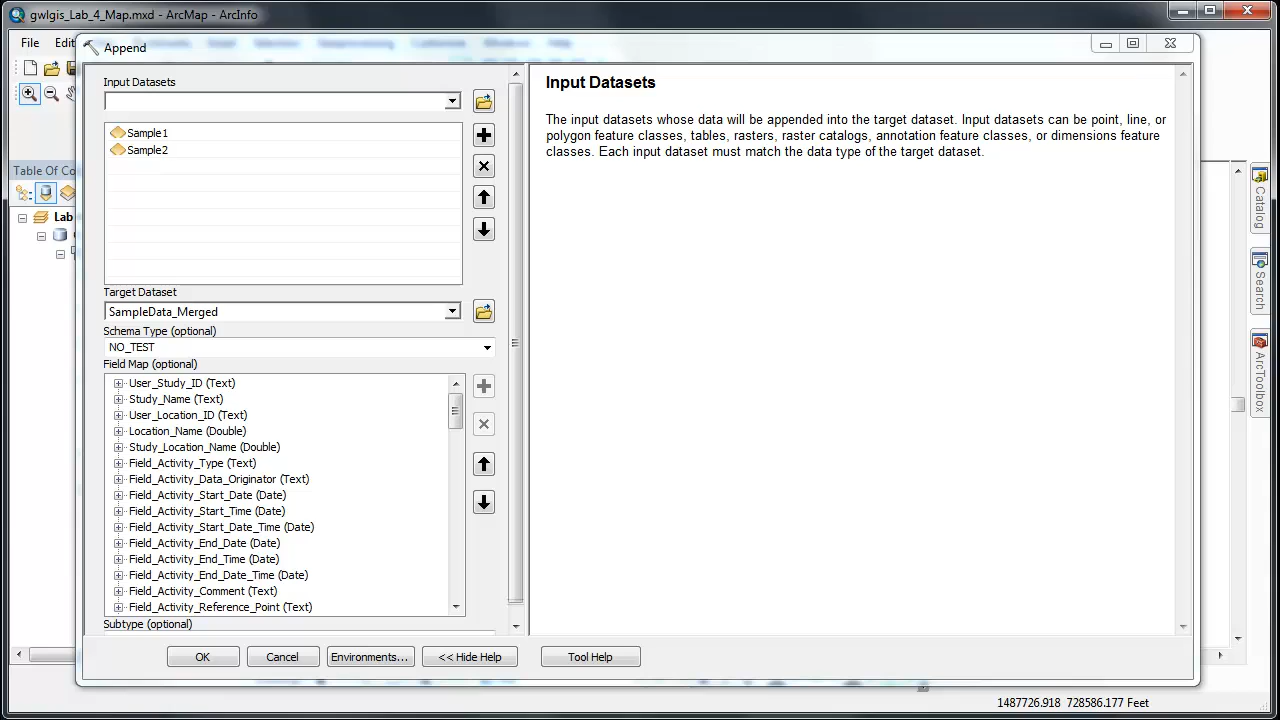 gwlgis_Lab_4_Map.mxd - ArcMap - ArcInfo
File Edit
Append
Input Datasets
Sample1
Sample2
Target Dataset
SampleData_Merged
Schema Type (optional)
NO_TEST
Field Map (optional)
User_Study_ID (Text)
Study_Name (Text)
User_Location_ID (Text)
Location_Name (Double)
Study_Location_Name (Double)
Field_Activity_Type (Text)
Field_Activity_Data_Originator (Text)
Field_Activity_Start_Date (Date)
Field_Activity_Start_Time (Date)
Field_Activity_Start_Date_Time (Date)
Field_Activity_End_Date (Date)
Field_Activity_End_Time (Date)
Field_Activity_End_Date_Time (Date)
Field_Activity_Comment (Text)
Field_Activity_Reference_Point (Text)
Subtype (optional)
OK
Cancel
Environments...
<< Hide Help
Tool Help
Input Datasets
The input datasets whose data will be appended into the target dataset. Input datasets can be point, line, or
polygon feature classes, tables, rasters, raster catalogs, annotation feature classes, or dimensions feature
classes. Each input dataset must match the data type of the target dataset.
Table Of Co
Lab
Catalog
Search
ArcToolbox
1487726.918 728586.177 Feet